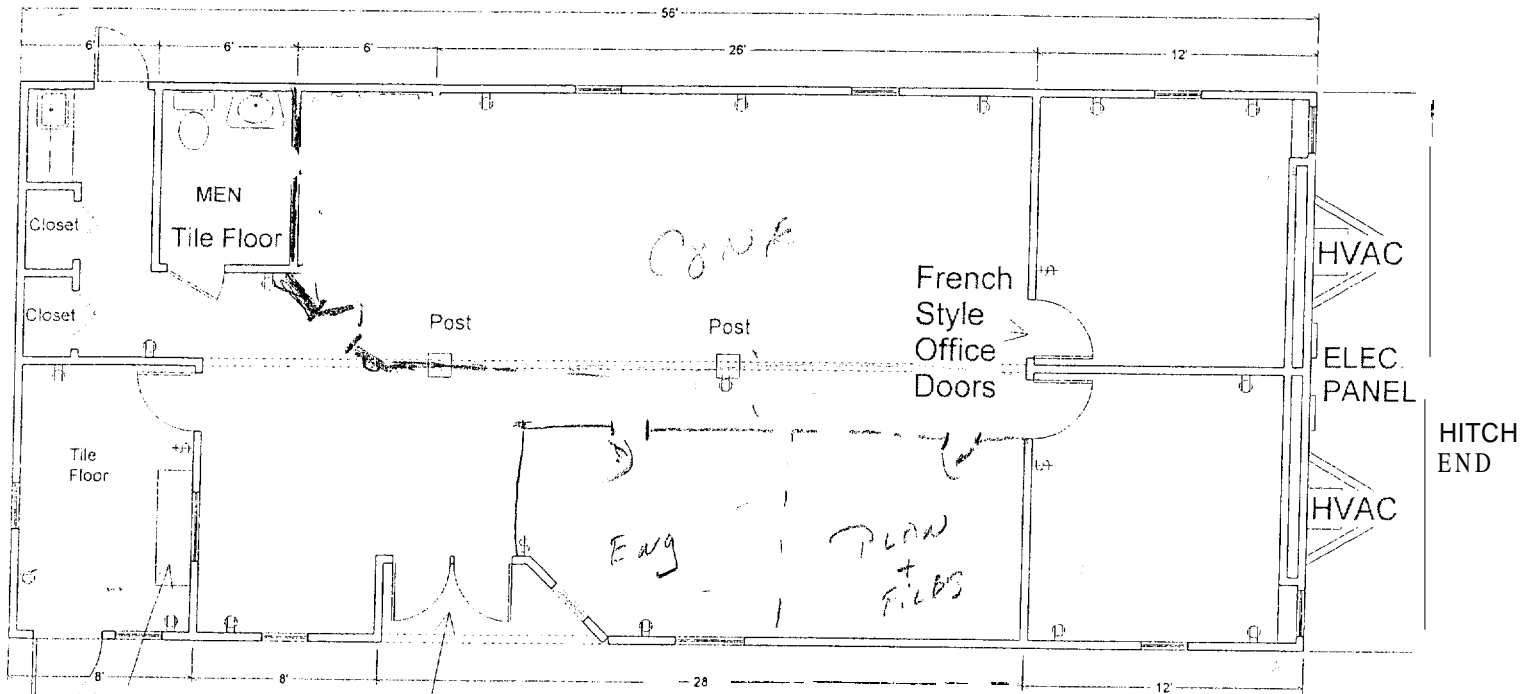 56'
6'
6'
6'
26'
12'
MEN
Tile Floor
Closet
Closet
Post
Post
French
Style
Office
Doors
HVAC
ELEC.
PANEL
HITCH
END
HVAC
Tile
Floor
Eng
PLAN
+
FILES
8'
8'
28
12'